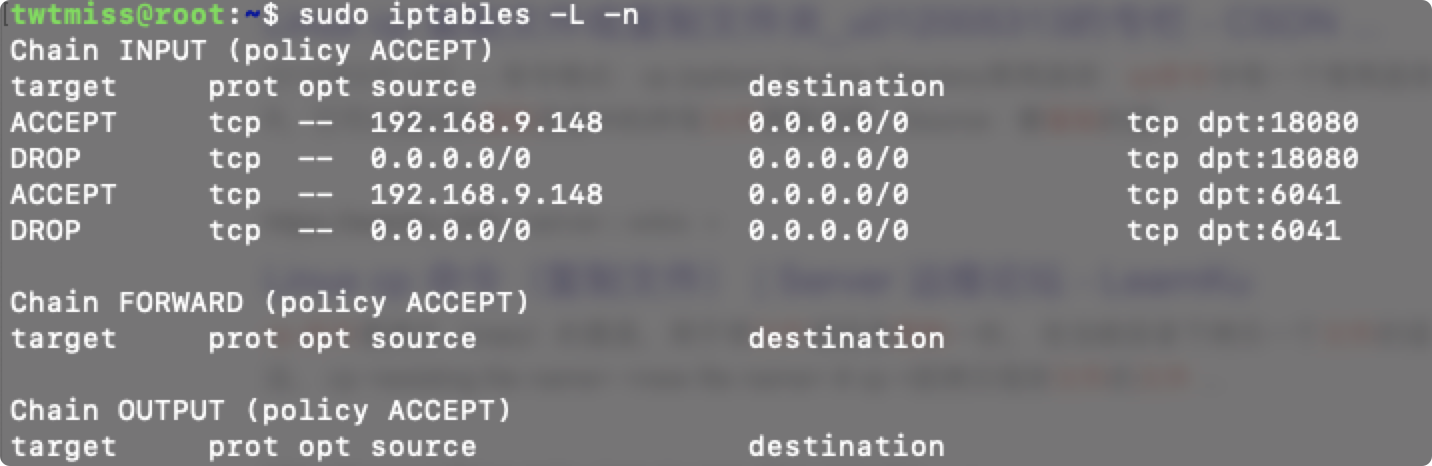 twtmiss@root:~$ sudo iptables -L -n
Chain INPUT (policy ACCEPT)
target     prot opt source               destination
ACCEPT     tcp  --  192.168.9.148        0.0.0.0/0            tcp dpt:18080
DROP       tcp  --  0.0.0.0/0            0.0.0.0/0            tcp dpt:18080
ACCEPT     tcp  --  192.168.9.148        0.0.0.0/0            tcp dpt:6041
DROP       tcp  --  0.0.0.0/0            0.0.0.0/0            tcp dpt:6041
Chain FORWARD (policy ACCEPT)
target     prot opt source               destination
Chain OUTPUT (policy ACCEPT)
target     prot opt source               destination